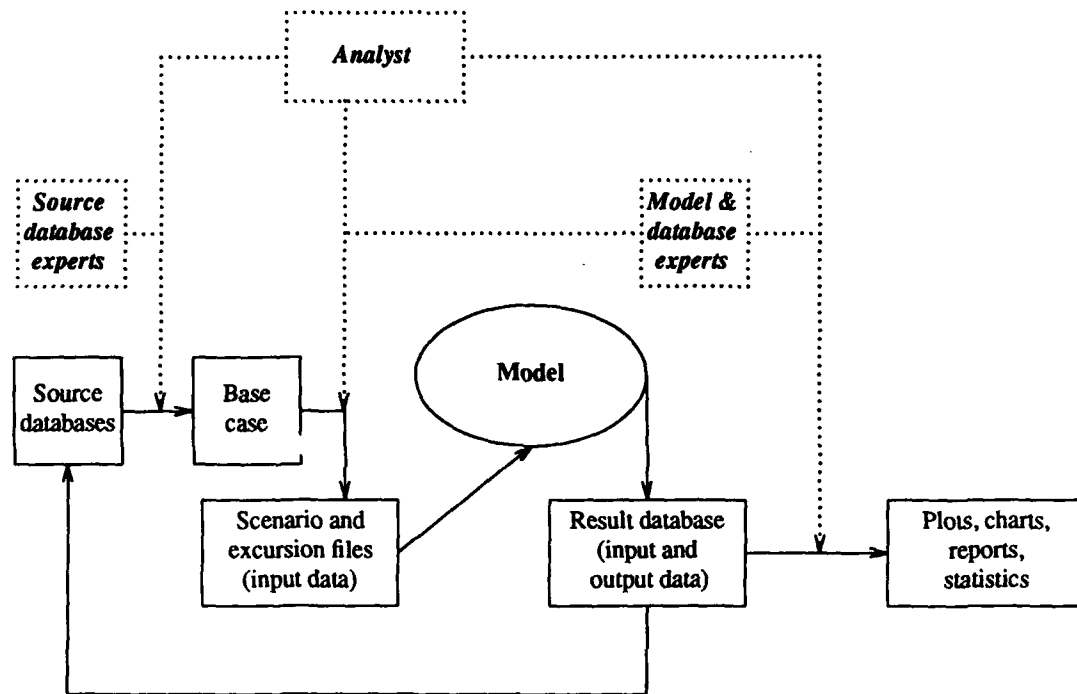 Analyst
Source
database
experts
Model &
database
experts
Model
Source
databases
Base
case
Scenario and
excursion files
(input data)
Result database
(input and
output data)
Plots, charts,
reports,
statistics